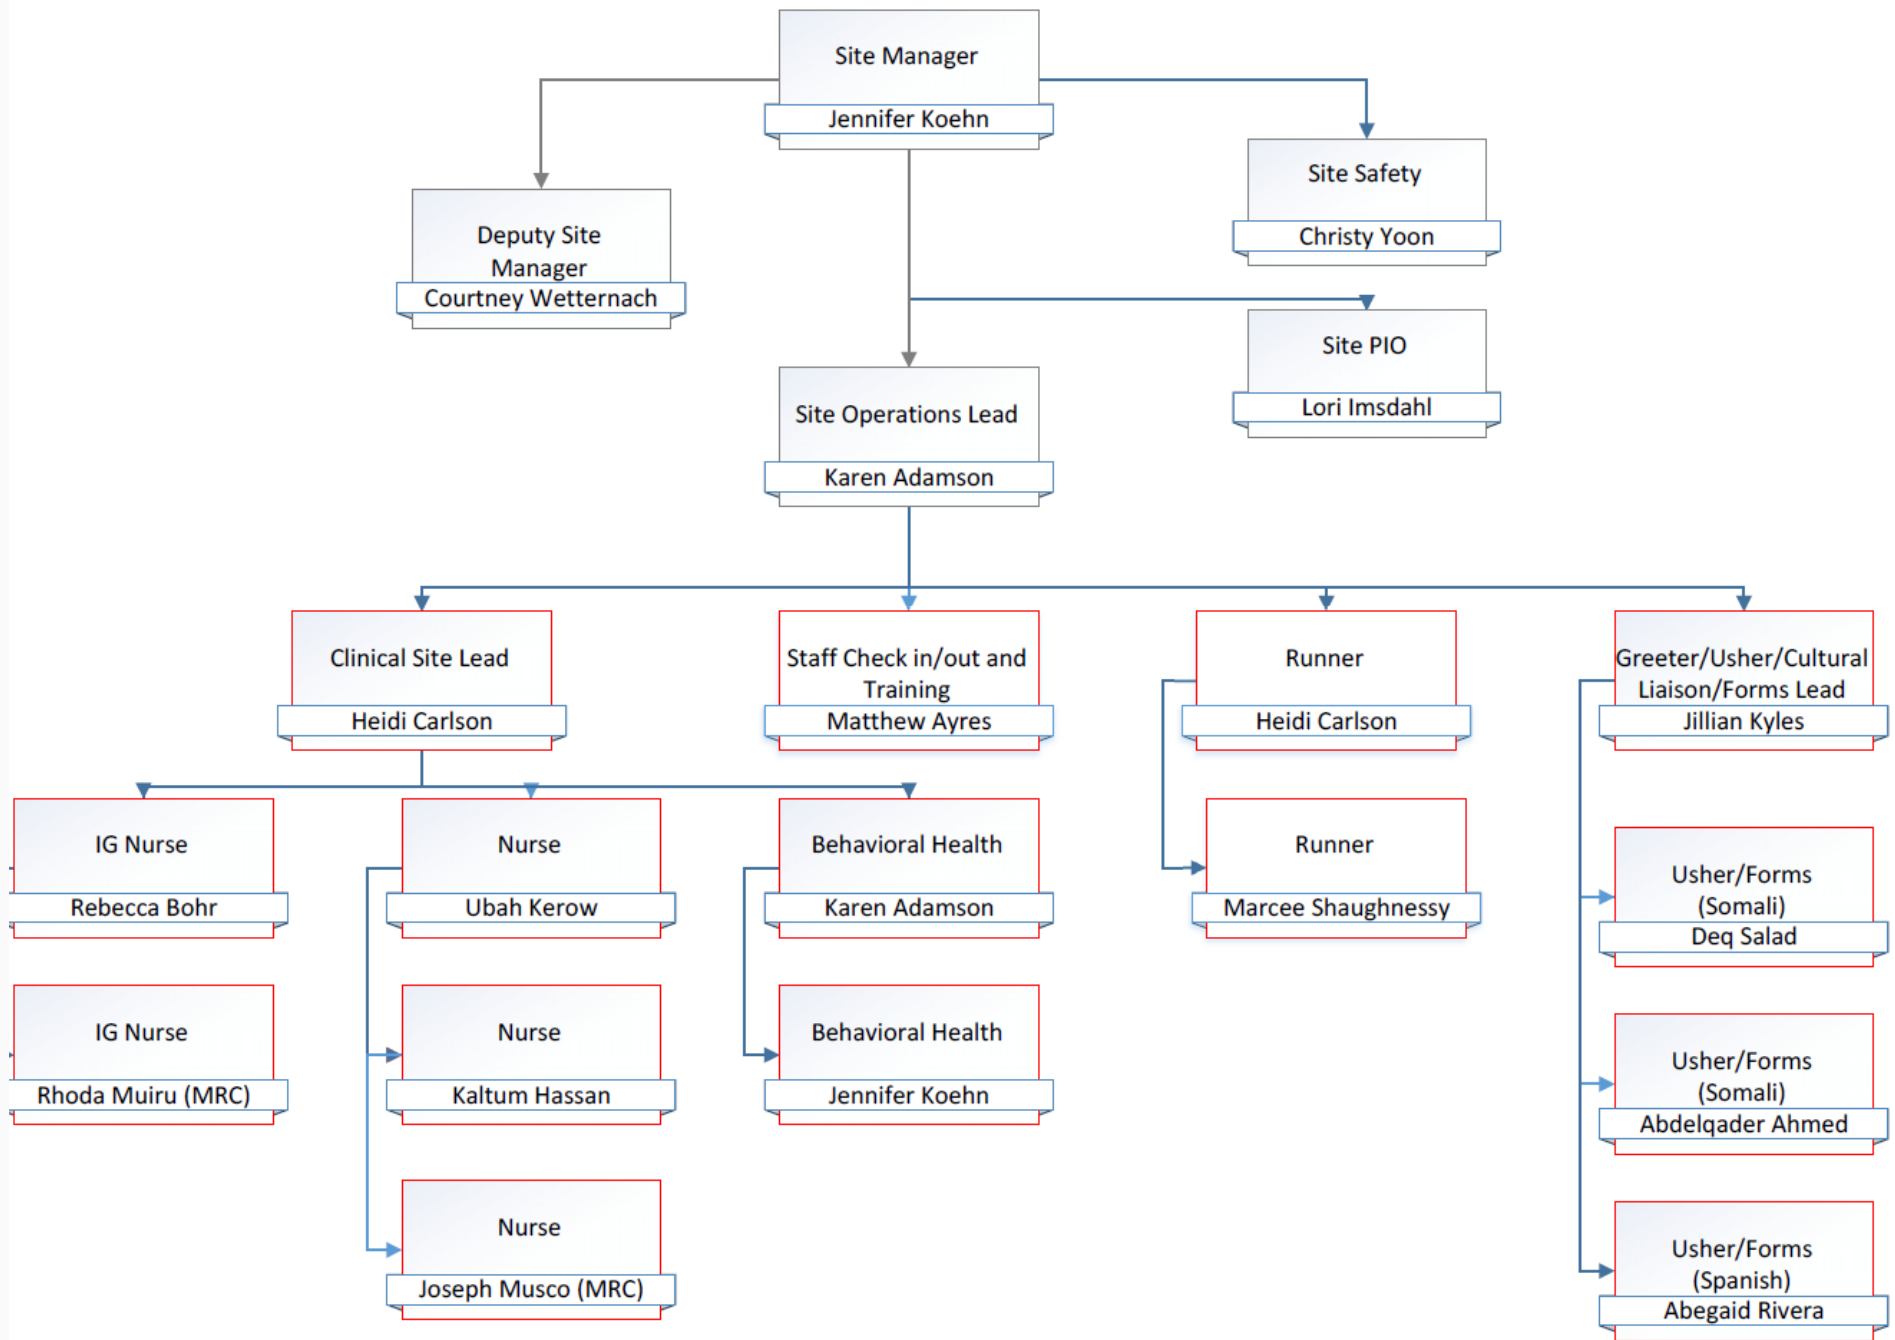 Site Manager
Jennifer Koehn
Site Safety
Christy Yoon
Deputy Site
Manager
Courtney Wetternach
Site PIO
Lori Imsdahl
Site Operations Lead
Karen Adamson
Clinical Site Lead
Heidi Carlson
Staff Check in/out and
Training
Matthew Ayres
Runner
Heidi Carlson
Greeter/Usher/Cultural
Liaison/Forms Lead
Jillian Kyles
IG Nurse
Rebecca Bohr
Nurse
Ubah Kerow
Behavioral Health
Karen Adamson
Runner
Marcee Shaughnessy
Usher/Forms
(Somali)
Deq Salad
IG Nurse
Rhoda Muiru (MRC)
Nurse
Kaltum Hassan
Behavioral Health
Jennifer Koehn
Usher/Forms
(Somali)
Abdelqader Ahmed
Nurse
Joseph Musco (MRC)
Usher/Forms
(Spanish)
Abegaid Rivera